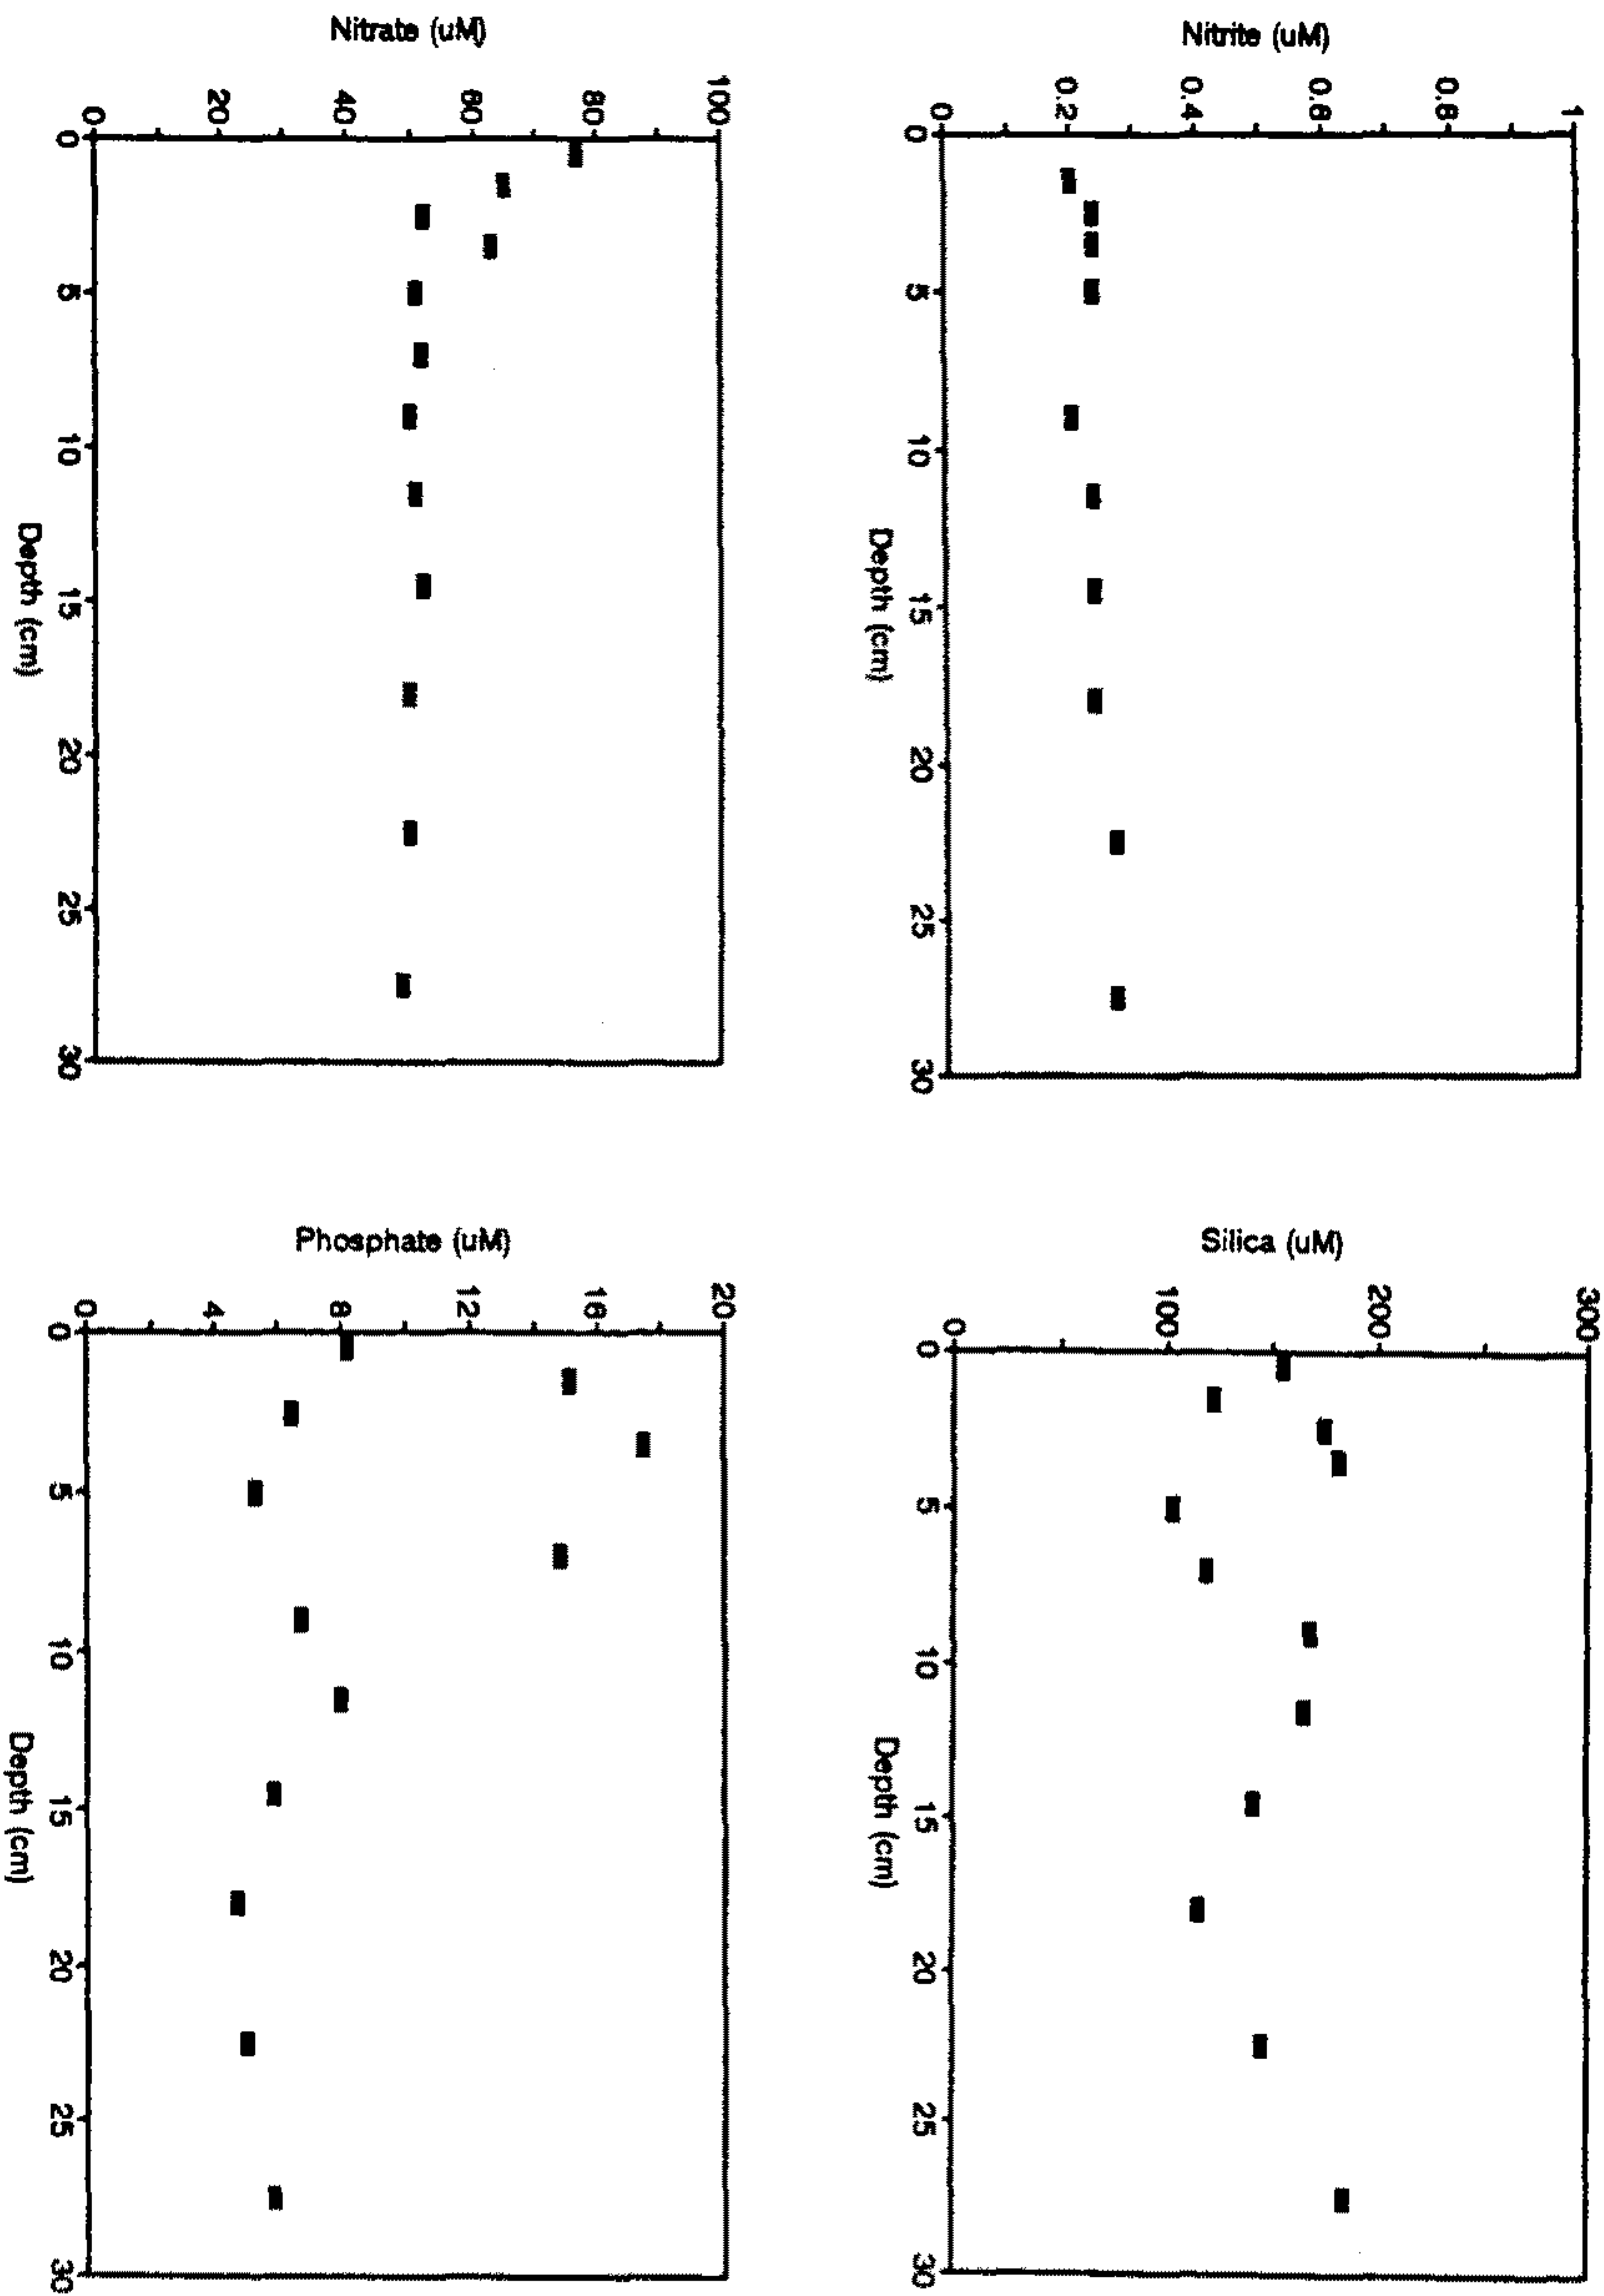 Nitrate (uM)
0 20 40 60 80 100
0 5 10 15 20 25 30
Depth (cm)
Nitrite (uM)
0 0.2 0.4 0.6 0.8 1
0 5 10 15 20 25 30
Depth (cm)
Phosphate (uM)
0 4 8 12 16 20
0 5 10 15 20 25 30
Depth (cm)
Silica (uM)
0 100 200 300
0 5 10 15 20 25 30
Depth (cm)